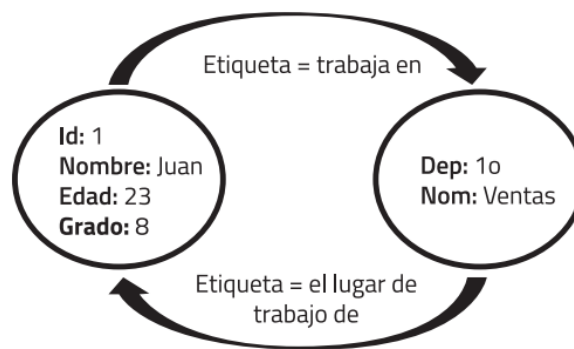 Etiqueta = trabaja en
Id: 1
Nombre: Juan
Edad: 23
Grado: 8
Dep: 1o
Nom: Ventas
Etiqueta = el lugar de
trabajo de